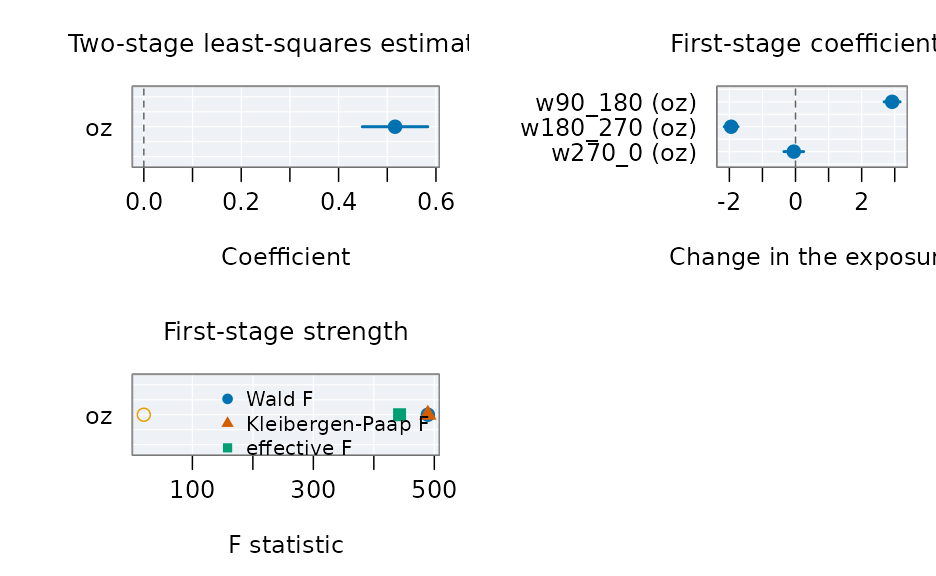 Two-stage least-squares estimat
oz
0.0 0.2 0.4 0.6
Coefficient
First-stage coefficient
w90_180 (oz)
w180_270 (oz)
w270_0 (oz)
-2 0 2
Change in the exposur
First-stage strength
oz
Wald F
Kleibergen-Paap F
effective F
100 300 500
F statistic